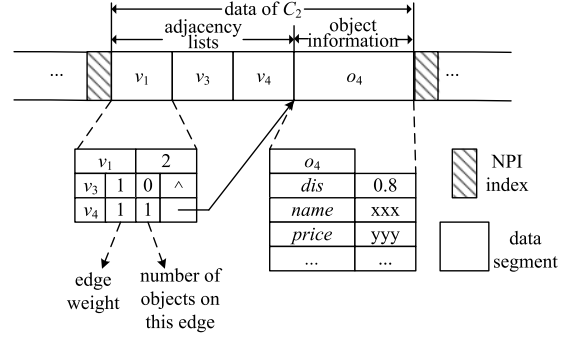 data of C2
adjacency lists
object information
... v1 v3 v4 o4 ...
v1 2
v3 1 0 ^
v4 1 1
edge weight
number of objects on this edge
o4
dis 0.8
name xxx
price yyy
... ...
NPI index
data segment